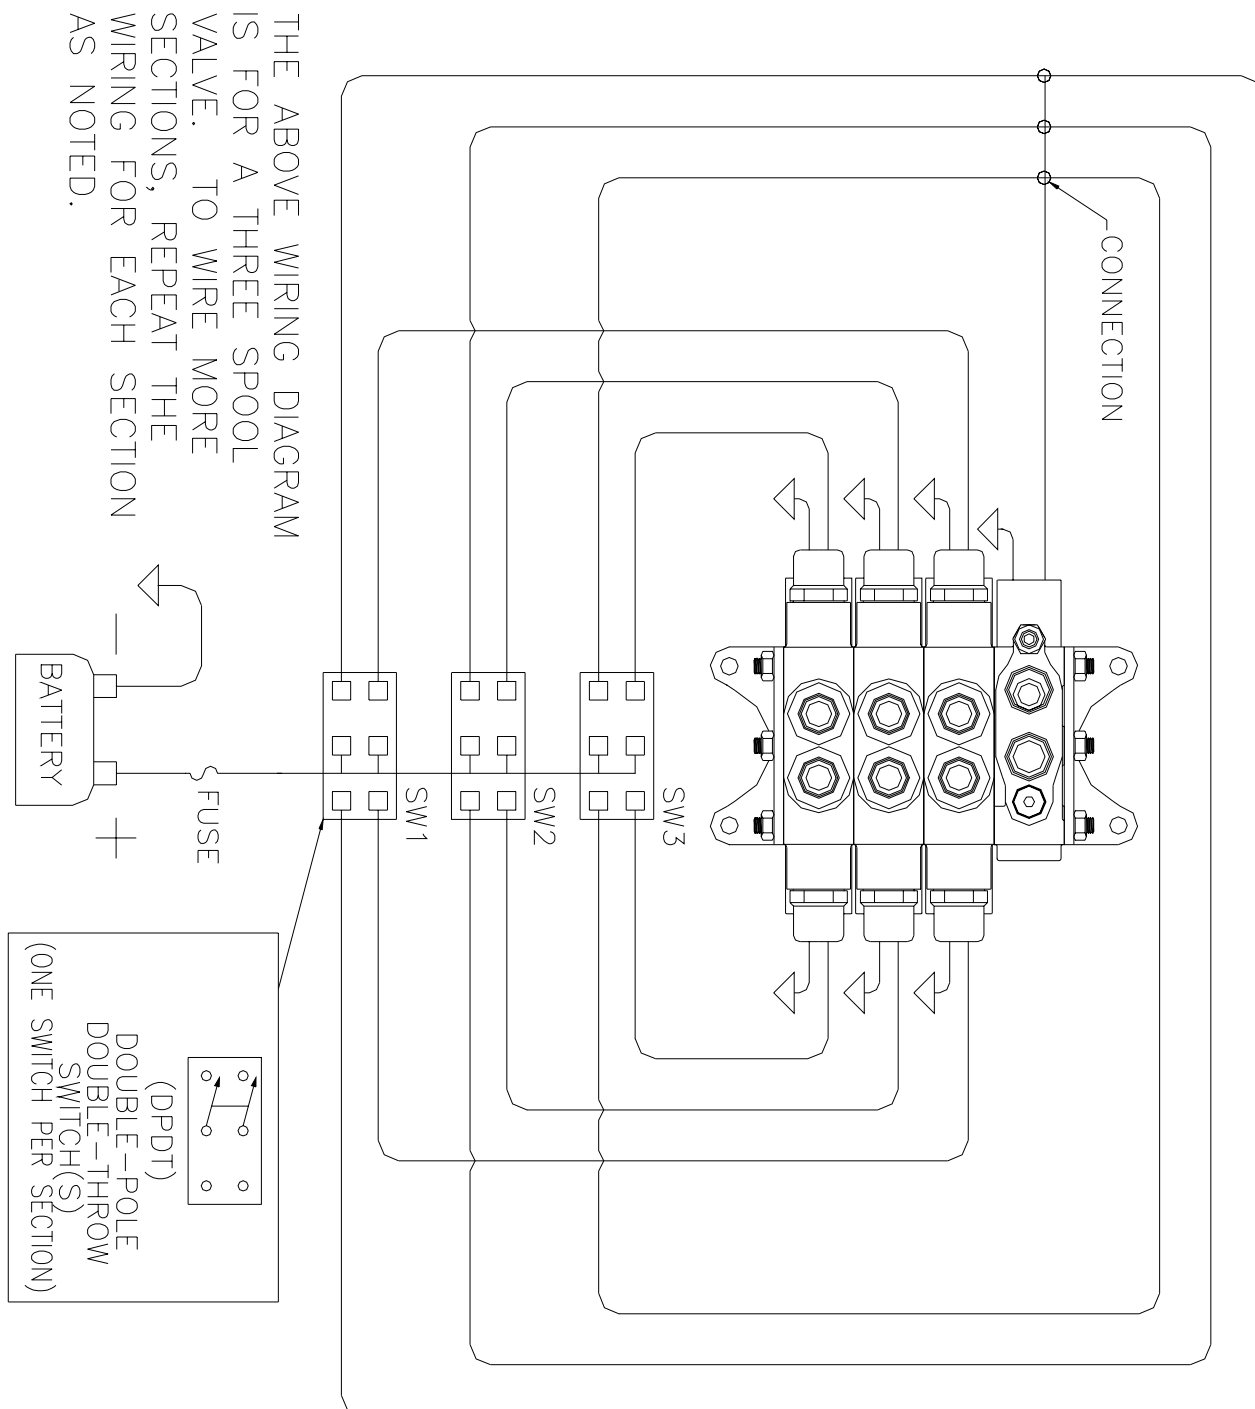 CONNECTION
SW3
SW2
SW1
FUSE
BATTERY
–
+
THE ABOVE WIRING DIAGRAM
IS FOR A THREE SPOOL
VALVE. TO WIRE MORE
SECTIONS, REPEAT THE
WIRING FOR EACH SECTION
AS NOTED.
(DPDT)
DOUBLE-POLE
DOUBLE-THROW
SWITCH(S)
(ONE SWITCH PER SECTION)